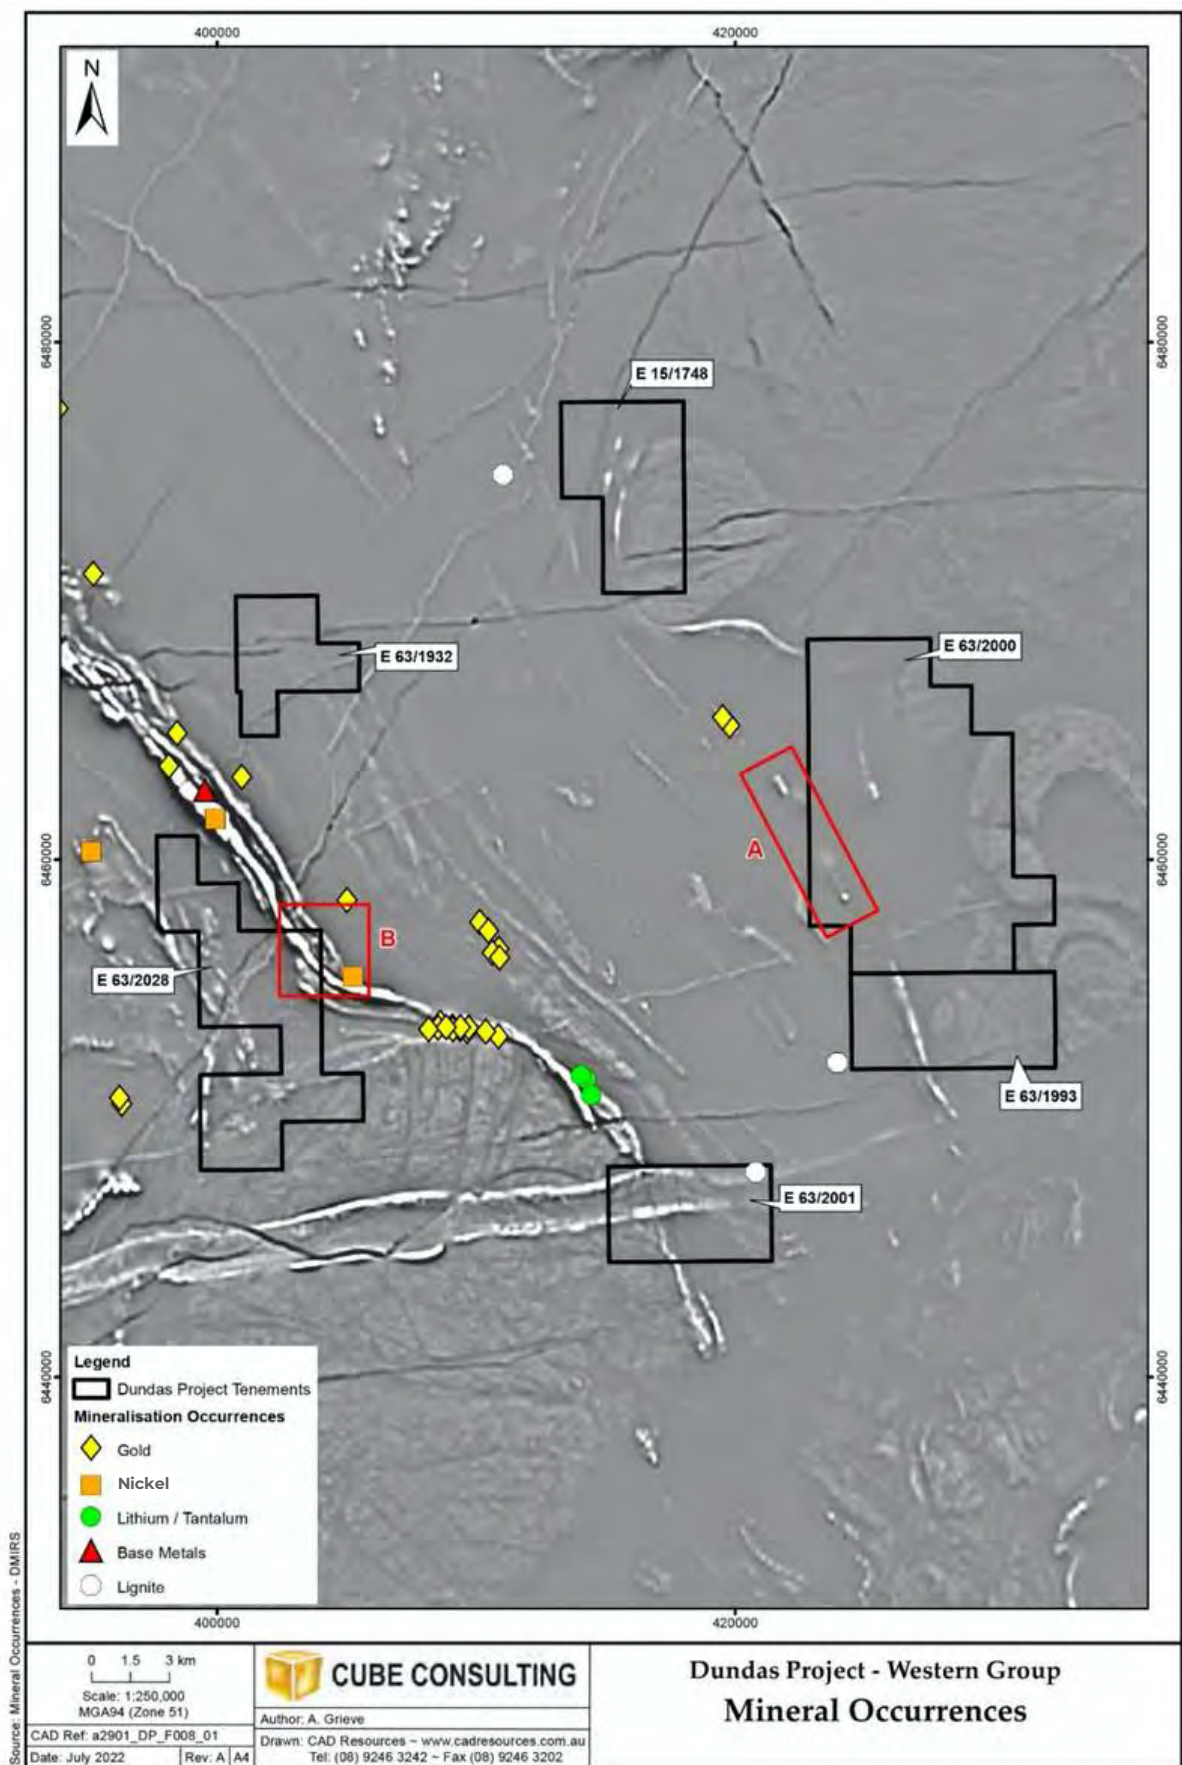 400000
420000
N
6480000
6480000
E 15/1748
E 63/1932
E 63/2000
A
6460000
6460000
B
E 63/2028
E 63/1993
E 63/2001
Legend
Dundas Project Tenements
Mineralisation Occurrences
Gold
Nickel
Lithium / Tantalum
Base Metals
Lignite
6440000
6440000
400000
420000
Source: Mineral Occurrences - DMIRS
0 1.5 3 km
Scale: 1:250,000
MGA94 (Zone 51)
CAD Ref: a2901_DP_F008_01
Date: July 2022
Rev: A
A4
CUBE CONSULTING
Author: A. Grieve
Drawn: CAD Resources ~ www.cadresources.com.au
Tel: (08) 9246 3242 ~ Fax (08) 9246 3202
Dundas Project - Western Group
Mineral Occurrences